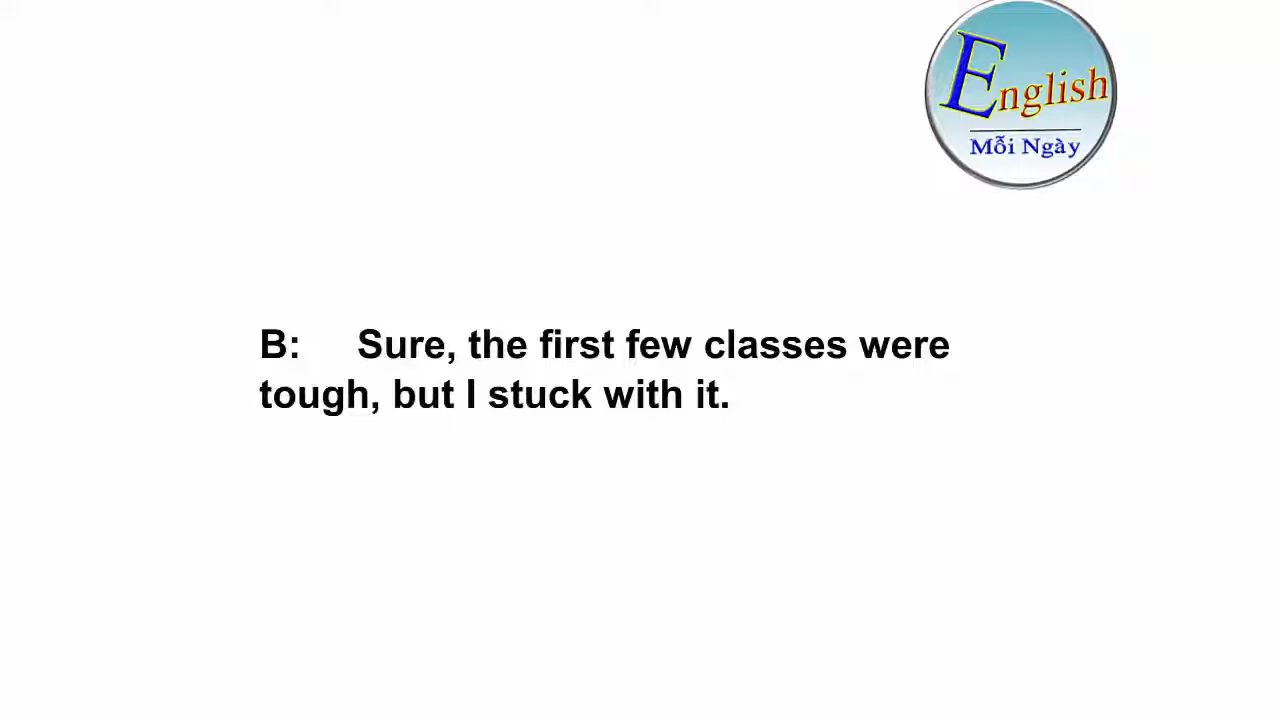 English
Mỗi Ngày
B: Sure, the first few classes were
tough, but I stuck with it.